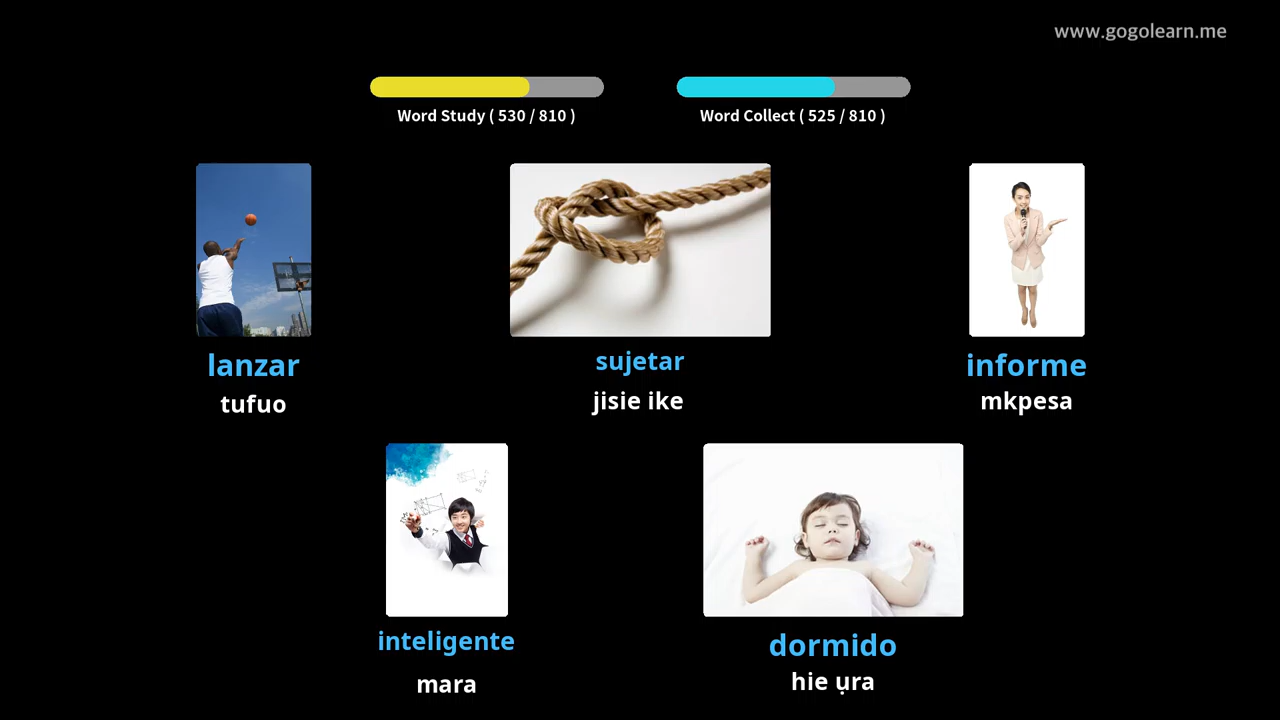 www.gogolearn.me
Word Study ( 530 / 810 )
Word Collect ( 525 / 810 )
lanzar
tufuo
sujetar
jisie ike
informe
mkpesa
inteligente
mara
dormido
hie ụra